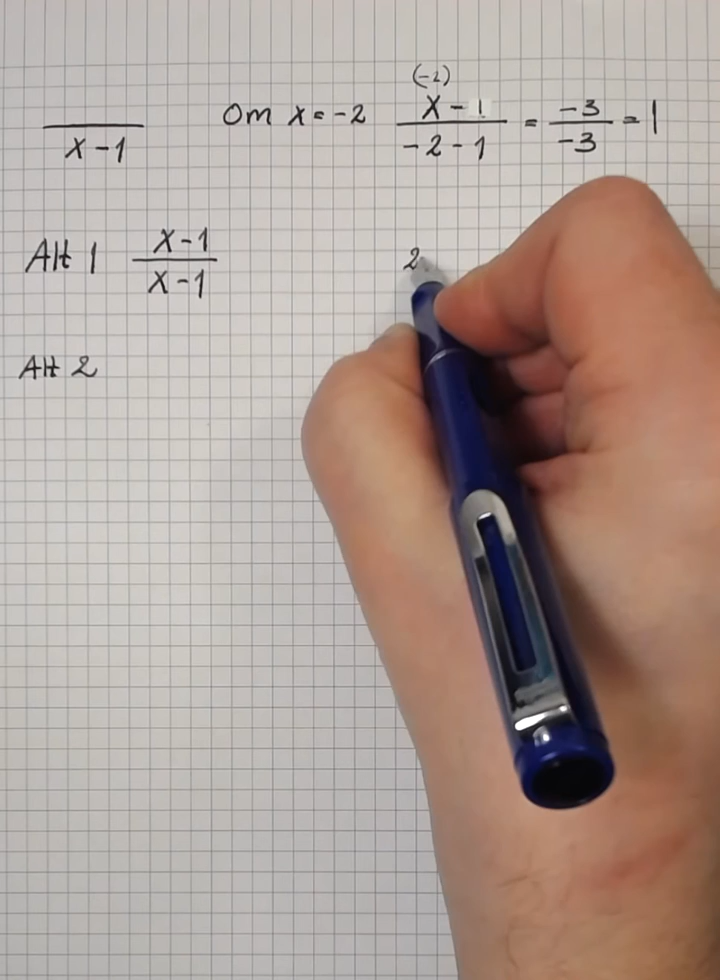 (-2)
Om x = -2 x - 1 / -2 - 1 = -3 / -3 = 1
x - 1
Alt 1 x - 1 / x - 1
2
Alt 2